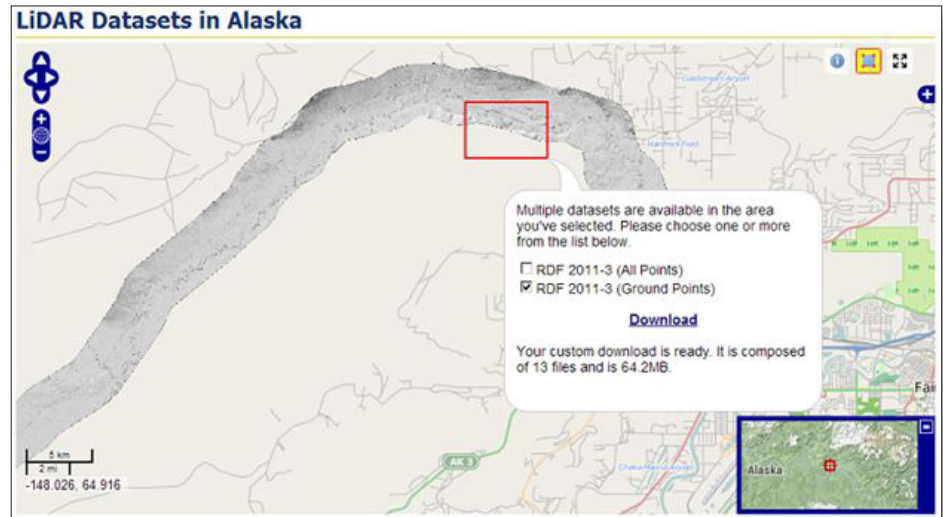 LiDAR Datasets in Alaska
Goldstream Airport
Multiple datasets are available in the area
you've selected. Please choose one or more
from the list below.
RDF 2011-3 (All Points)
RDF 2011-3 (Ground Points)
Download
Your custom download is ready. It is composed
of 13 files and is 64.2MB.
Fai
5 km
2 mi
-148.026, 64.916
AK 3
Alaska